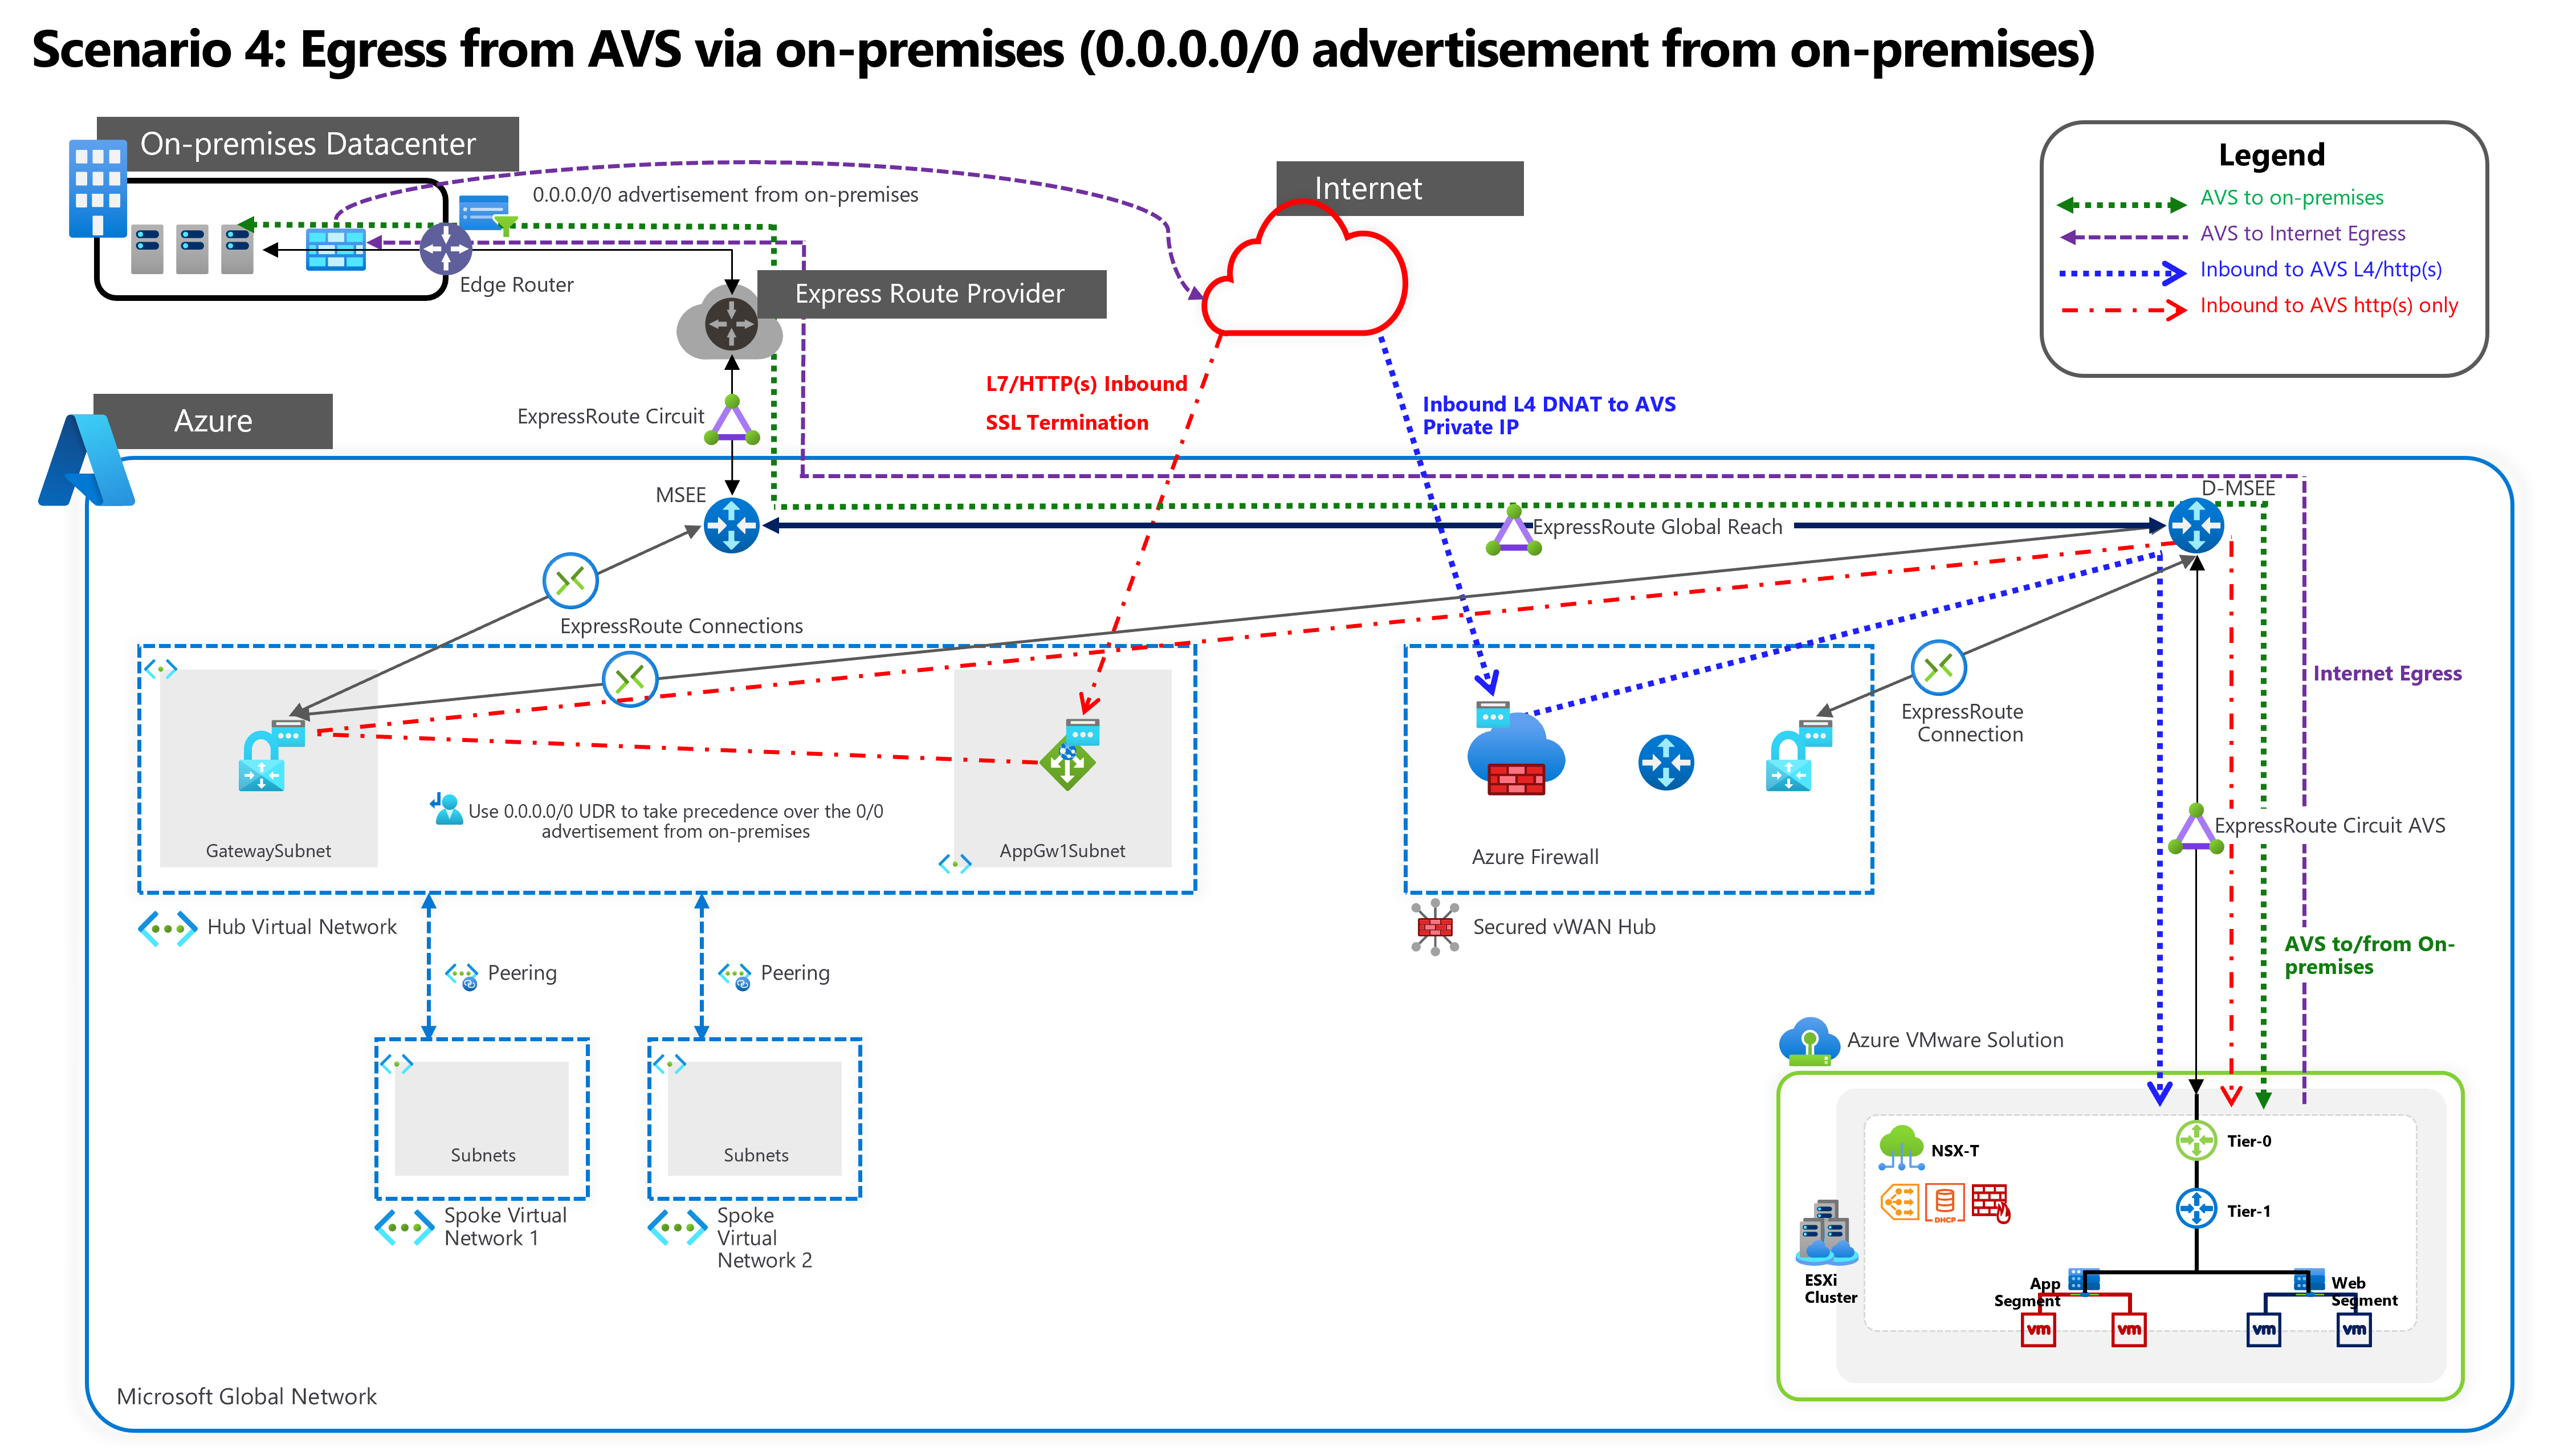 Scenario 4: Egress from AVS via on-premises (0.0.0.0/0 advertisement from on-premises)
On-premises Datacenter
0.0.0.0/0 advertisement from on-premises
Edge Router
Express Route Provider
Internet
Legend
AVS to on-premises
AVS to Internet Egress
Inbound to AVS L4/http(s)
Inbound to AVS http(s) only
Azure
ExpressRoute Circuit
L7/HTTP(s) Inbound
SSL Termination
Inbound L4 DNAT to AVS
Private IP
MSEE
ExpressRoute Global Reach
D-MSEE
ExpressRoute Connections
Internet Egress
ExpressRoute
Connection
Use 0.0.0.0/0 UDR to take precedence over the 0/0
advertisement from on-premises
GatewaySubnet
AppGw1Subnet
Azure Firewall
ExpressRoute Circuit AVS
Hub Virtual Network
Secured vWAN Hub
AVS to/from On-
premises
Peering
Peering
Azure VMware Solution
Subnets
Subnets
Spoke Virtual
Network 1
Spoke
Virtual
Network 2
NSX-T
DHCP
Tier-0
Tier-1
ESXi
Cluster
App
Segment
Web
Segment
vm
vm
vm
vm
Microsoft Global Network